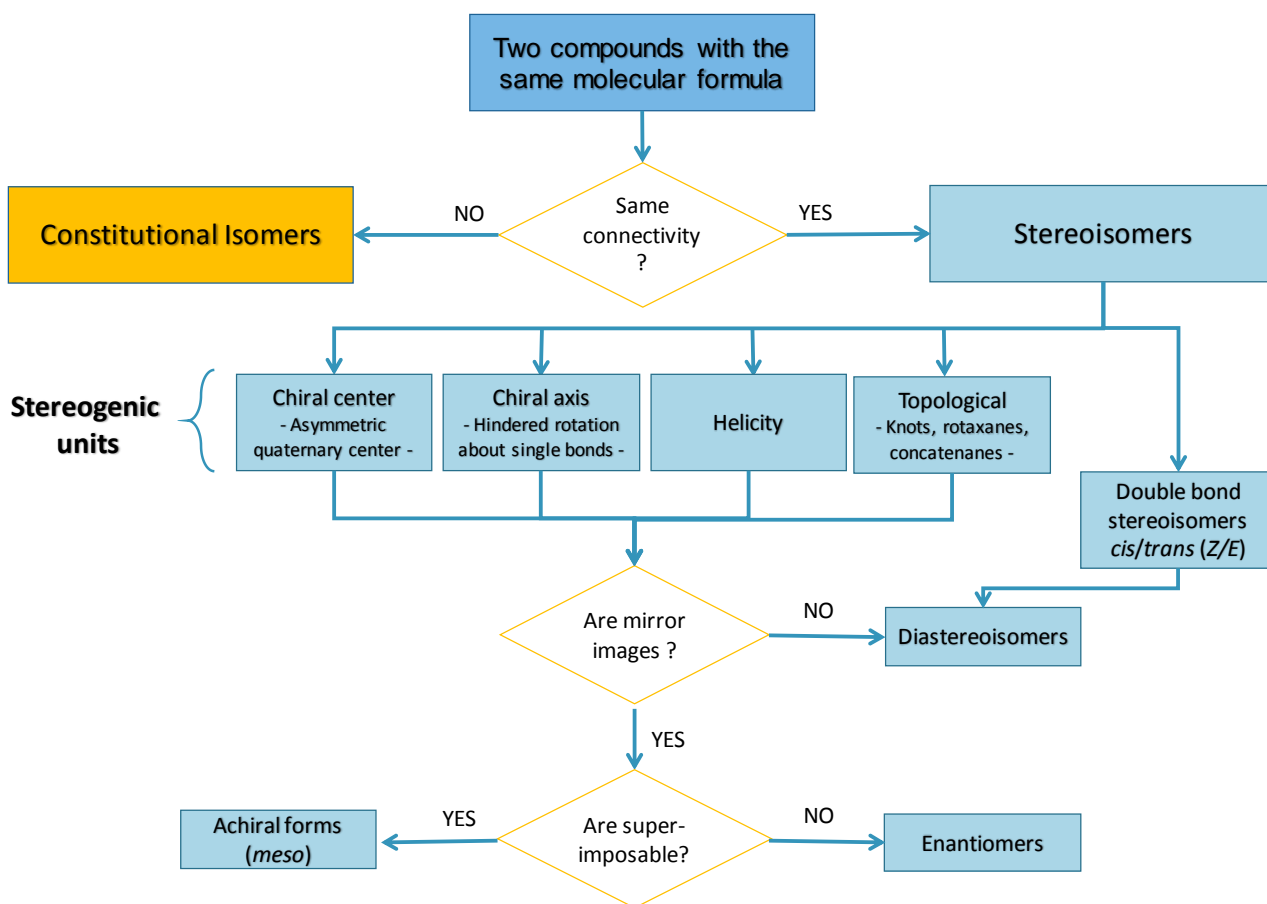 Two compounds with the
same molecular formula
NO
Same
connectivity
?
YES
Constitutional Isomers
Stereoisomers
Stereogenic
units
Chiral center
- Asymmetric
quaternary center -
Chiral axis
- Hindered rotation
about single bonds -
Helicity
Topological
- Knots, rotaxanes,
concatenanes -
Double bond
stereoisomers
cis/trans (Z/E)
Are mirror
images ?
NO
Diastereoisomers
YES
Achiral forms
(meso)
YES
Are super-
imposable?
NO
Enantiomers